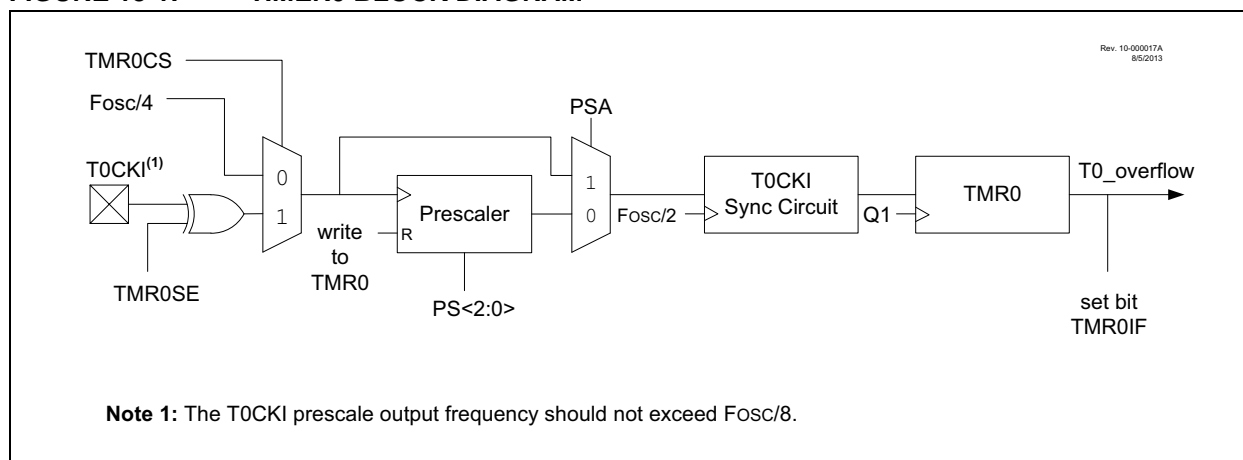 Rev. 10-000017A
8/5/2013
TMR0CS
Fosc/4
PSA
T0CKI(1)
0
1
TMR0SE
write
to
TMR0
Prescaler
R
PS<2:0>
1
0
FOSC/2
T0CKI
Sync Circuit
Q1
TMR0
T0_overflow
set bit
TMR0IF
Note 1: The T0CKI prescale output frequency should not exceed FOSC/8.